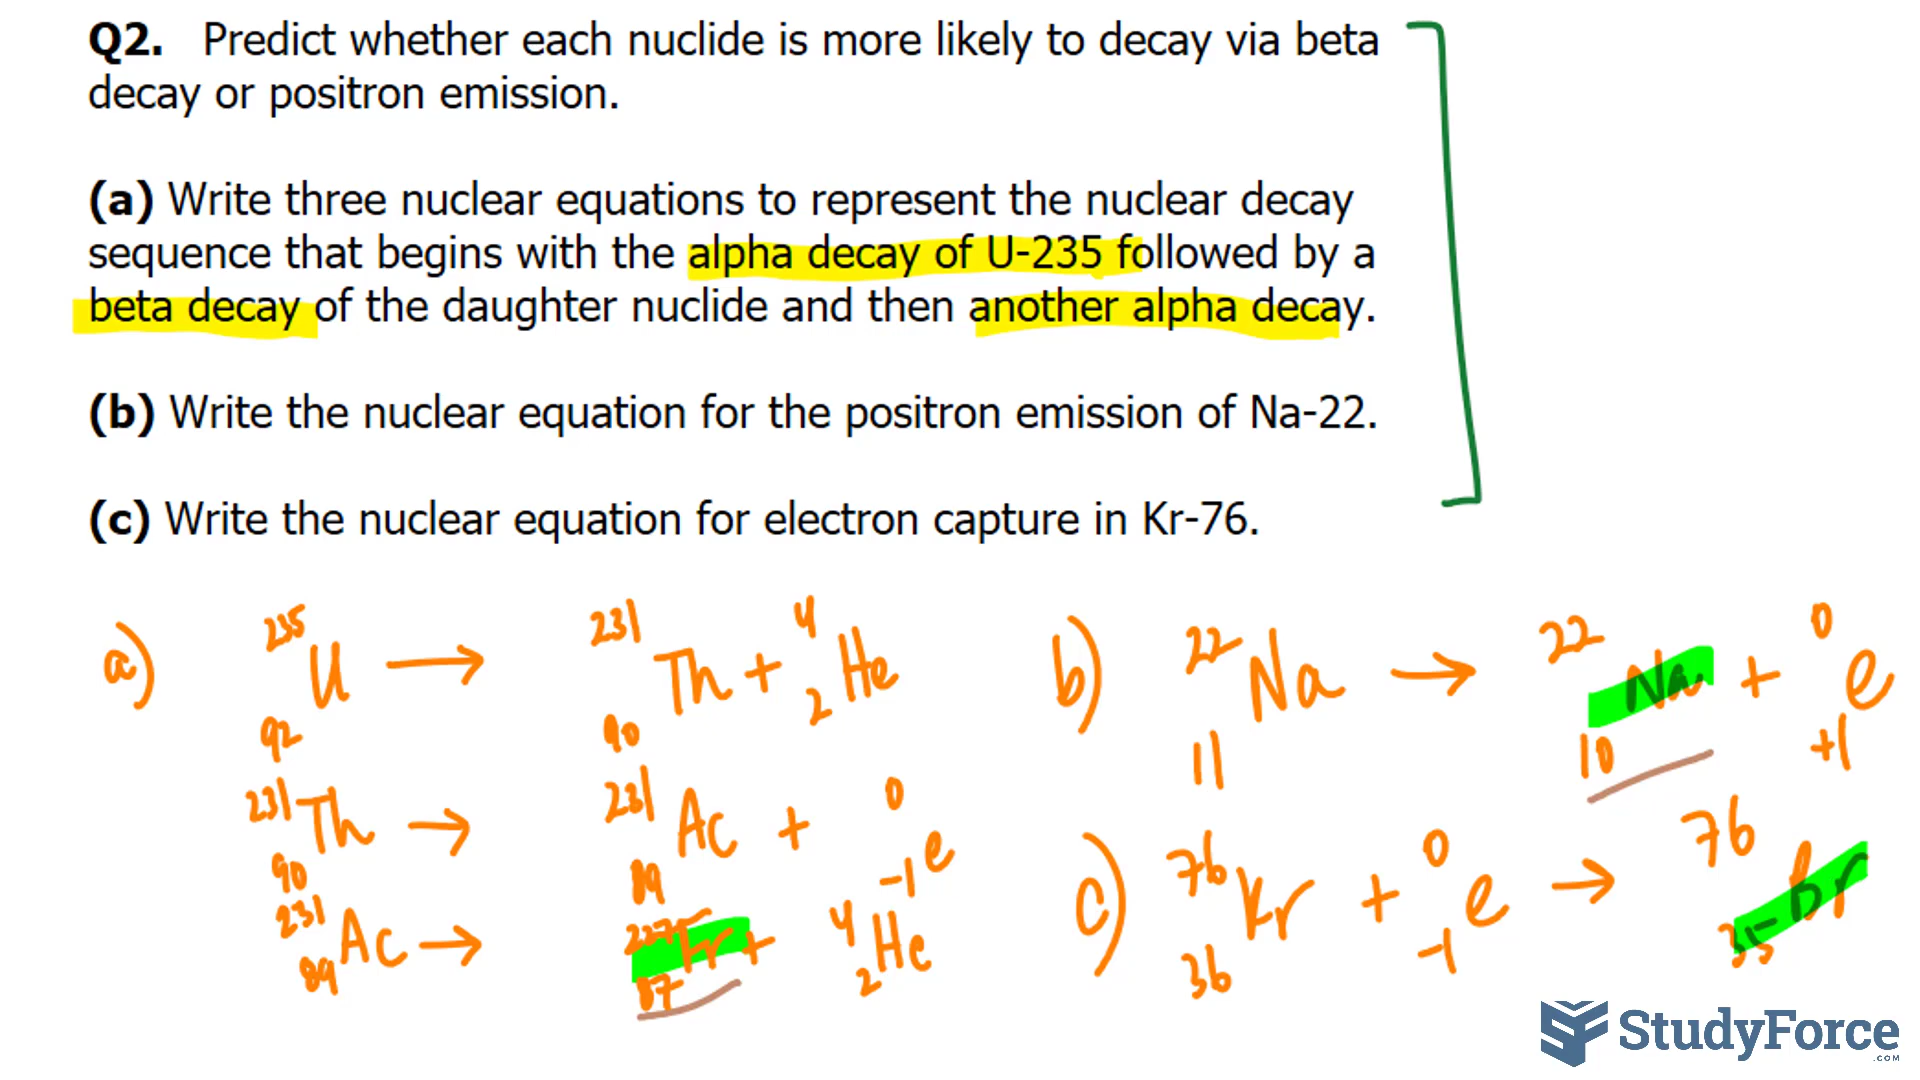 Q2. Predict whether each nuclide is more likely to decay via beta
decay or positron emission.
(a) Write three nuclear equations to represent the nuclear decay
sequence that begins with the alpha decay of U-235 followed by a
beta decay of the daughter nuclide and then another alpha decay.
(b) Write the nuclear equation for the positron emission of Na-22.
(c) Write the nuclear equation for electron capture in Kr-76.
a) 235 92 U → 231 90 Th + 4 2 He
231 90 Th → 231 89 Ac + 0 -1 e
231 89 Ac → 227 87 Fr + 4 2 He
b) 22 11 Na → 22 10 Na + 0 +1 e
c) 76 36 Kr + 0 -1 e → 76 35 Br
StudyForce
.COM